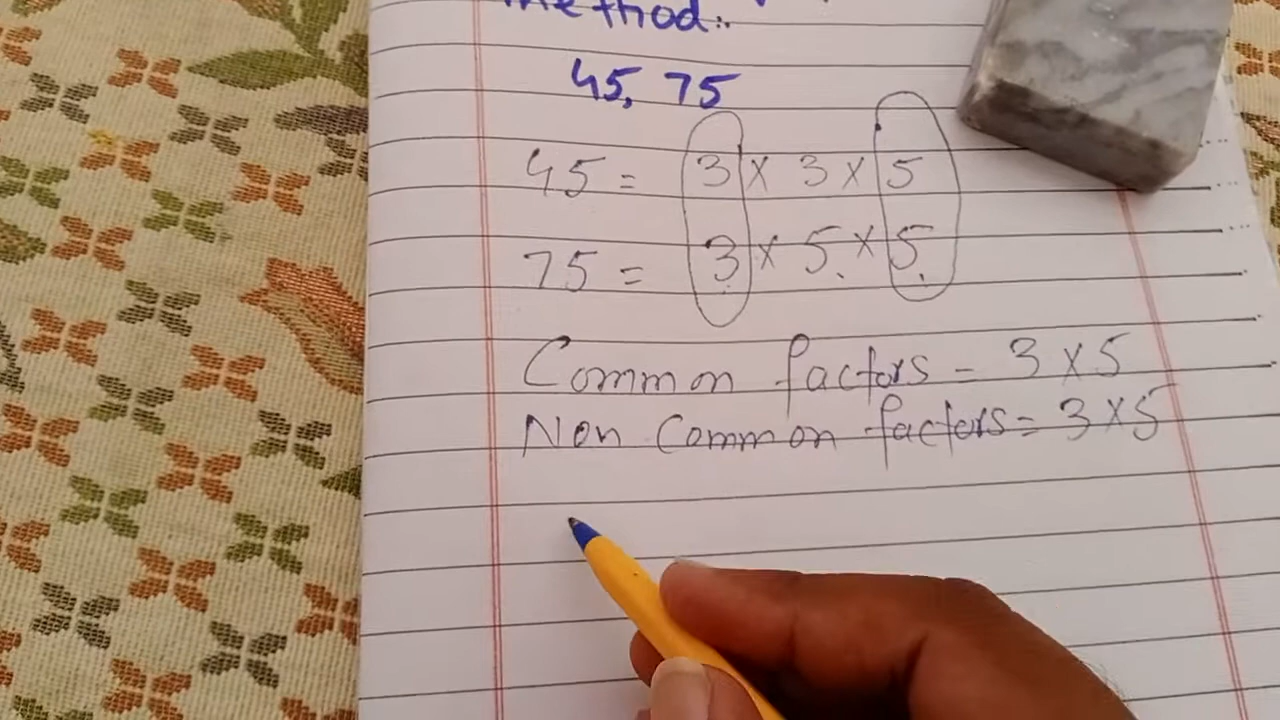 method:
45, 75
45 = 3 × 3 × 5
75 = 3 × 5 × 5
Common factors = 3 × 5
Non Common factors = 3 × 5